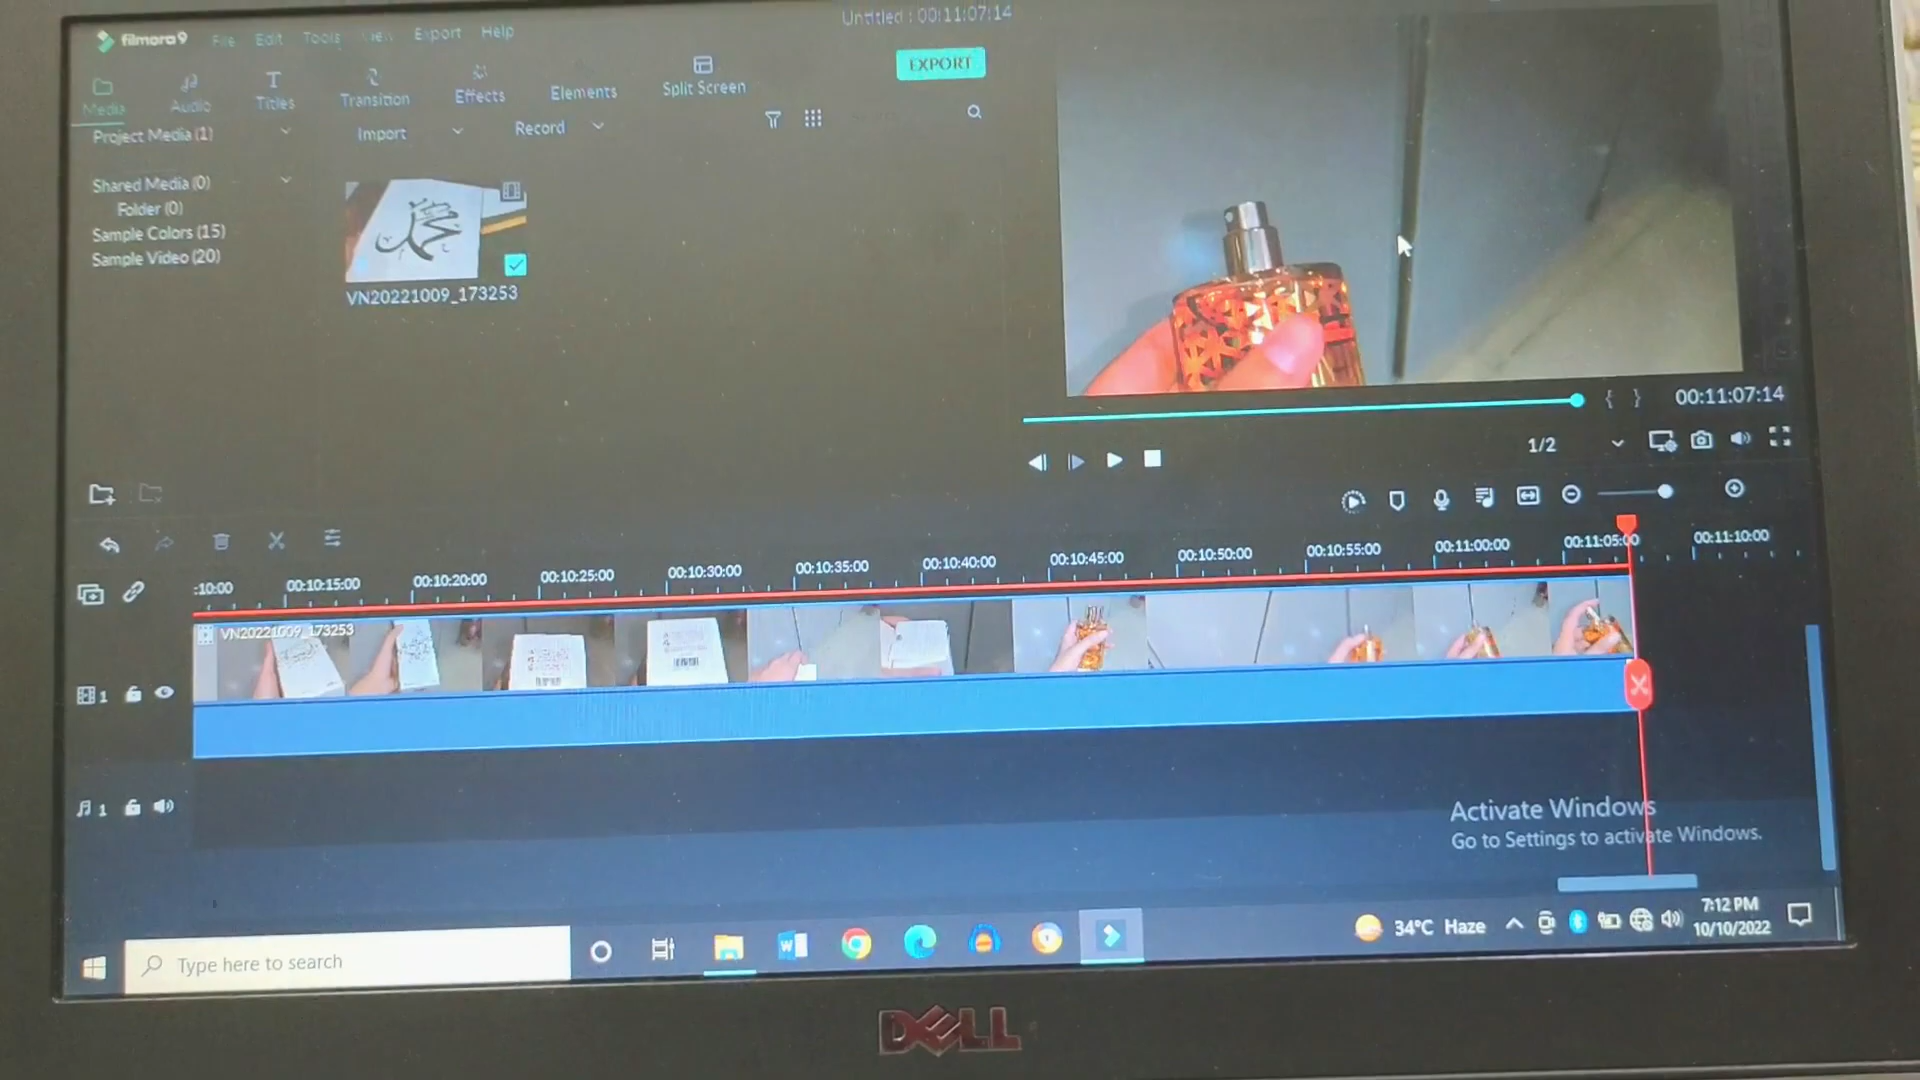 Untitled : 00:11:07:14
filmora9 File Edit Tools View Export Help
EXPORT
Media Audio Titles Transition Effects Elements Split Screen
Project Media (1)
Import Record
Shared Media (0)
Folder (0)
Sample Colors (15)
Sample Video (20)
محمد
VN20221009_173253
00:11:07:14
1/2
:10:00 00:10:15:00 00:10:20:00 00:10:25:00 00:10:30:00 00:10:35:00 00:10:40:00 00:10:45:00 00:10:50:00 00:10:55:00 00:11:00:00 00:11:05:00 00:11:10:00
VN20221009_173253
1
1
Activate Windows
Go to Settings to activate Windows.
Type here to search
W
34°C Haze
7:12 PM
10/10/2022
DELL